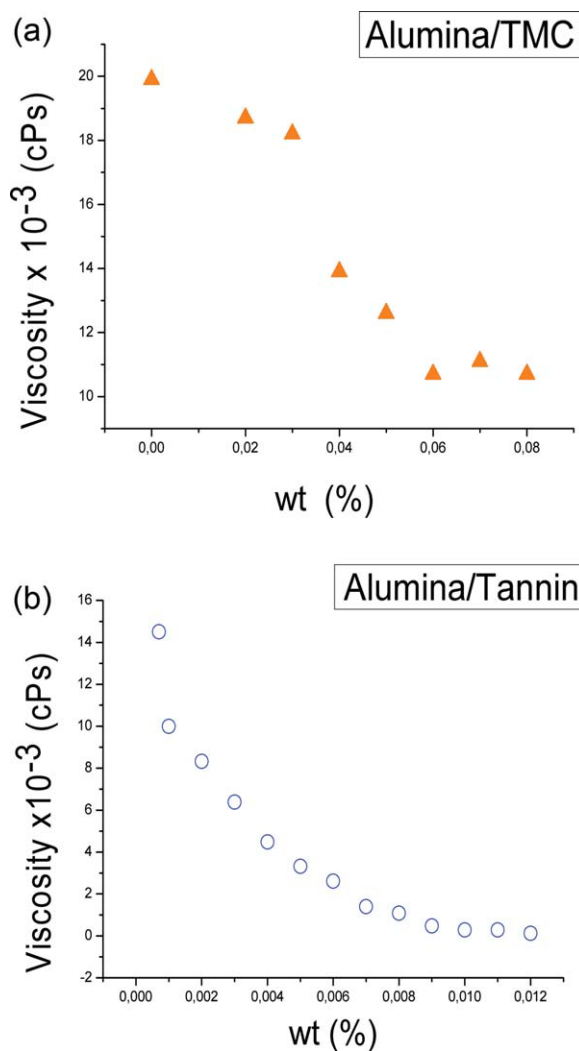 (a)
Alumina/TMC
Viscosity x 10-3 (cPs)
20
18
16
14
12
10
0,00 0,02 0,04 0,06 0,08
wt (%)
(b)
Alumina/Tannin
Viscosity x10-3 (cPs)
16
14
12
10
8
6
4
2
0
-2
0,000 0,002 0,004 0,006 0,008 0,010 0,012
wt (%)